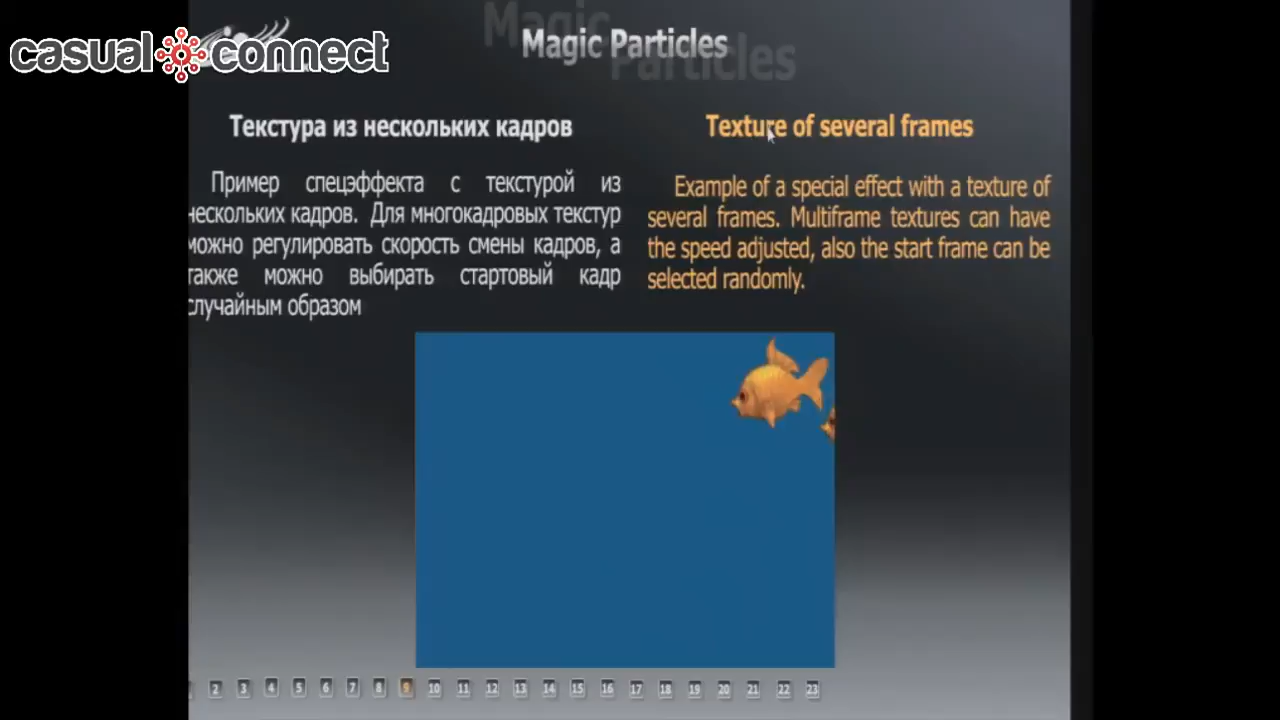 casual connect
Magic Particles
Magic
Particles
Текстура из нескольких кадров
Пример спецэффекта с текстурой из
нескольких кадров. Для многокадровых текстур
можно регулировать скорость смены кадров, а
также можно выбирать стартовый кадр
случайным образом
Texture of several frames
Example of a special effect with a texture of
several frames. Multiframe textures can have
the speed adjusted, also the start frame can be
selected randomly.
2 3 4 5 6 7 8 9 10 11 12 13 14 15 16 17 18 19 20 21 22 23